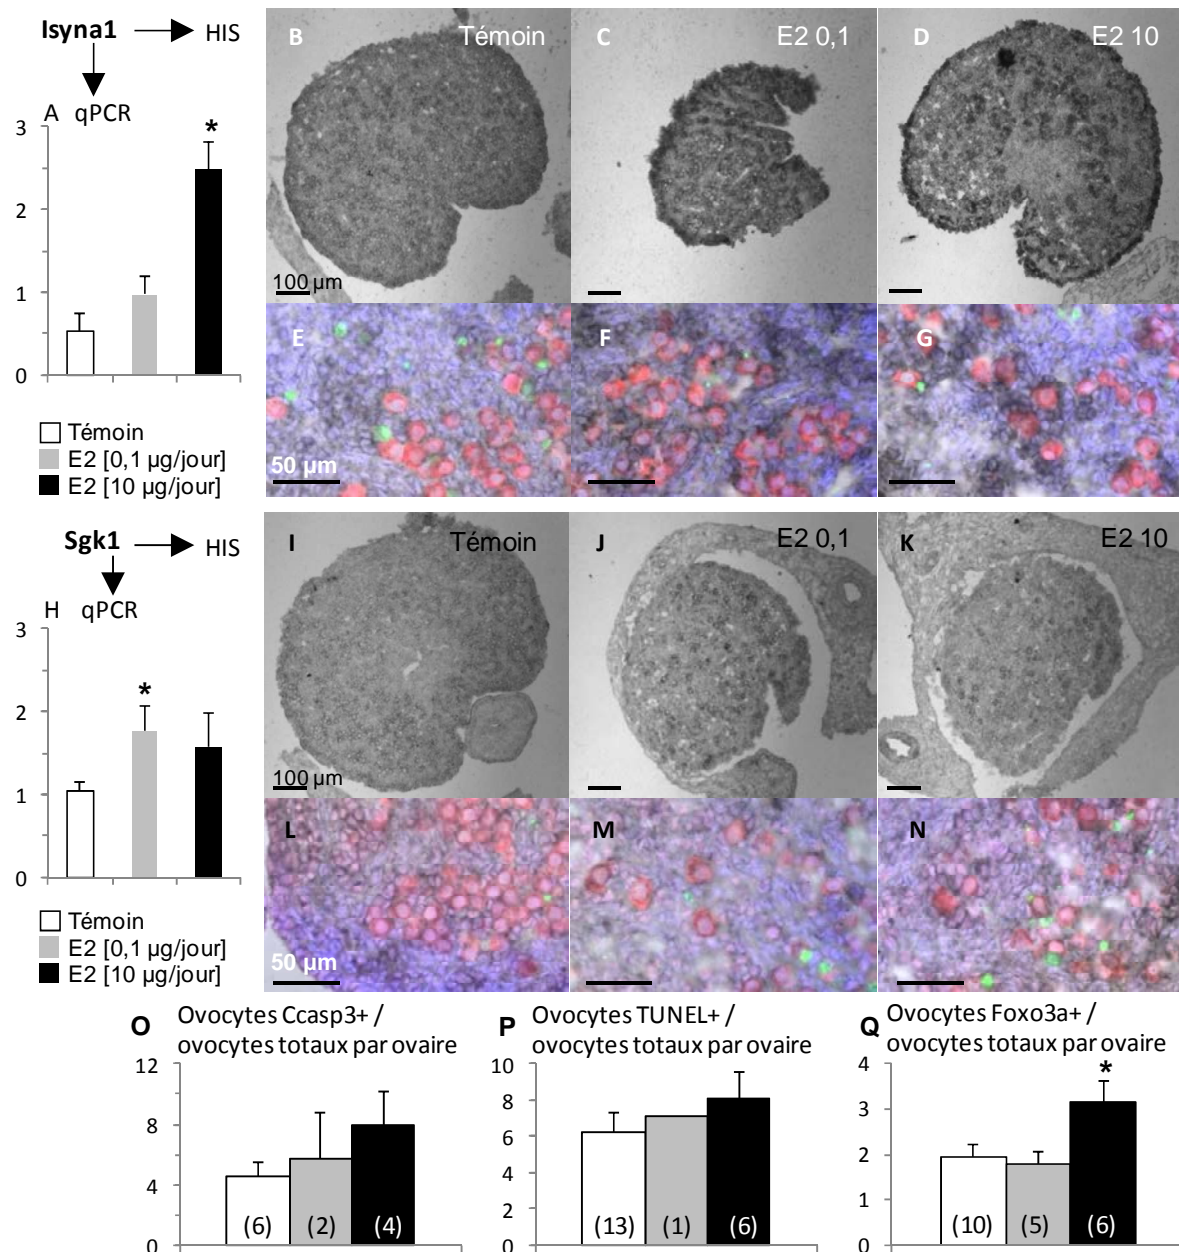 Isyna1 HIS
A qPCR
3
2
1
0
*
Témoin
E2 [0,1 µg/jour]
E2 [10 µg/jour]
B Témoin
C E2 0,1
D E2 10
100 µm
E
F
G
50 µm
Sgk1 HIS
H qPCR
3
2
1
0
*
Témoin
E2 [0,1 µg/jour]
E2 [10 µg/jour]
I Témoin
J E2 0,1
K E2 10
100 µm
L
M
N
50 µm
O Ovocytes Ccasp3+ /
ovocytes totaux par ovaire
12
8
4
0
(6) (2) (4)
P Ovocytes TUNEL+ /
ovocytes totaux par ovaire
10
8
6
4
2
0
(13) (1) (6)
Q Ovocytes Foxo3a+ /
ovocytes totaux par ovaire
4
3
2
1
0
*
(10) (5) (6)